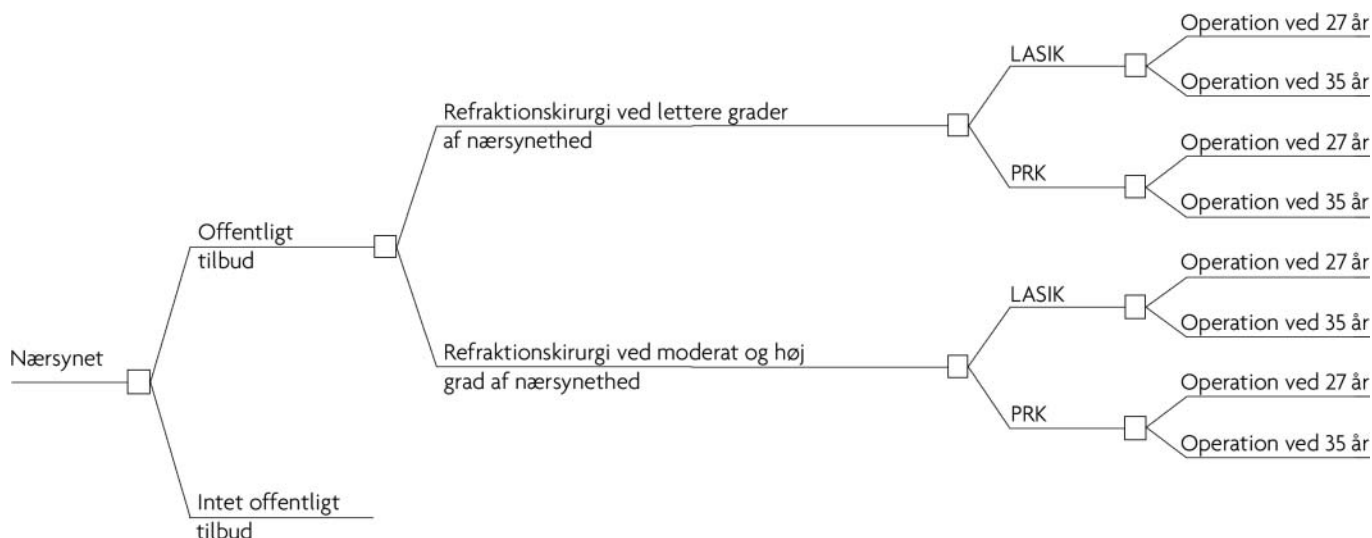 Nærsynet
Offentligt
tilbud
Intet offentligt
tilbud
Refraktionskirurgi ved lettere grader
af nærsynethed
Refraktionskirurgi ved moderat og høj
grad af nærsynethed
LASIK
PRK
LASIK
PRK
Operation ved 27 år
Operation ved 35 år
Operation ved 27 år
Operation ved 35 år
Operation ved 27 år
Operation ved 35 år
Operation ved 27 år
Operation ved 35 år